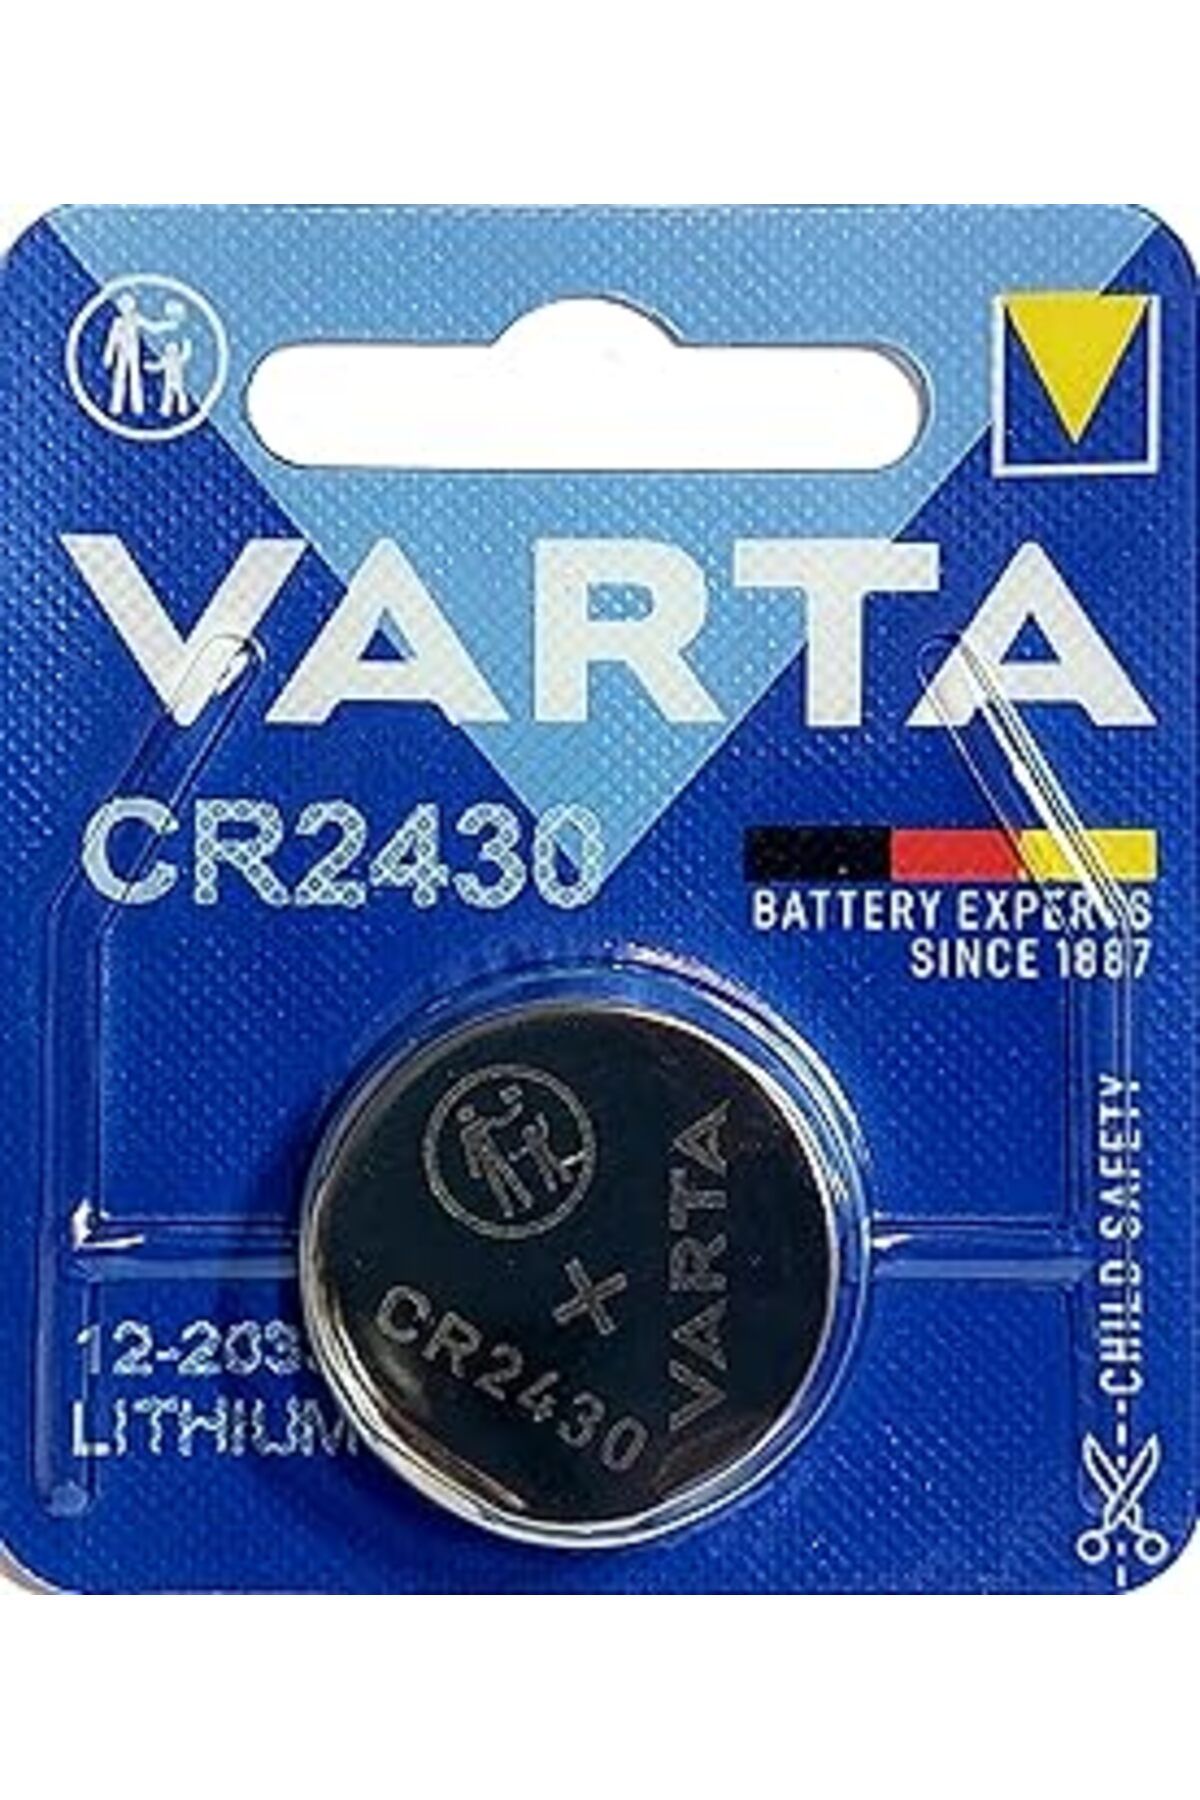 VARTA
CR2430
BATTERY EXPERTS
SINCE 1887
CHILD SAFETY
VARTA
+
CR2430
LITHIUM